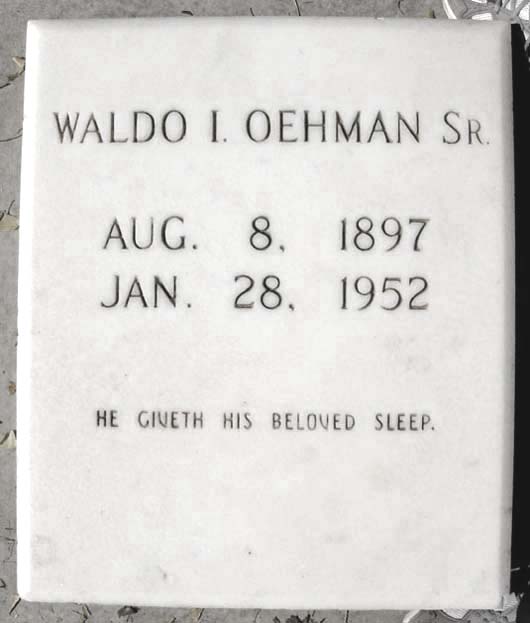 WALDO I. OEHMAN SR.
AUG. 8, 1897
JAN. 28, 1952
HE GIVETH HIS BELOVED SLEEP.